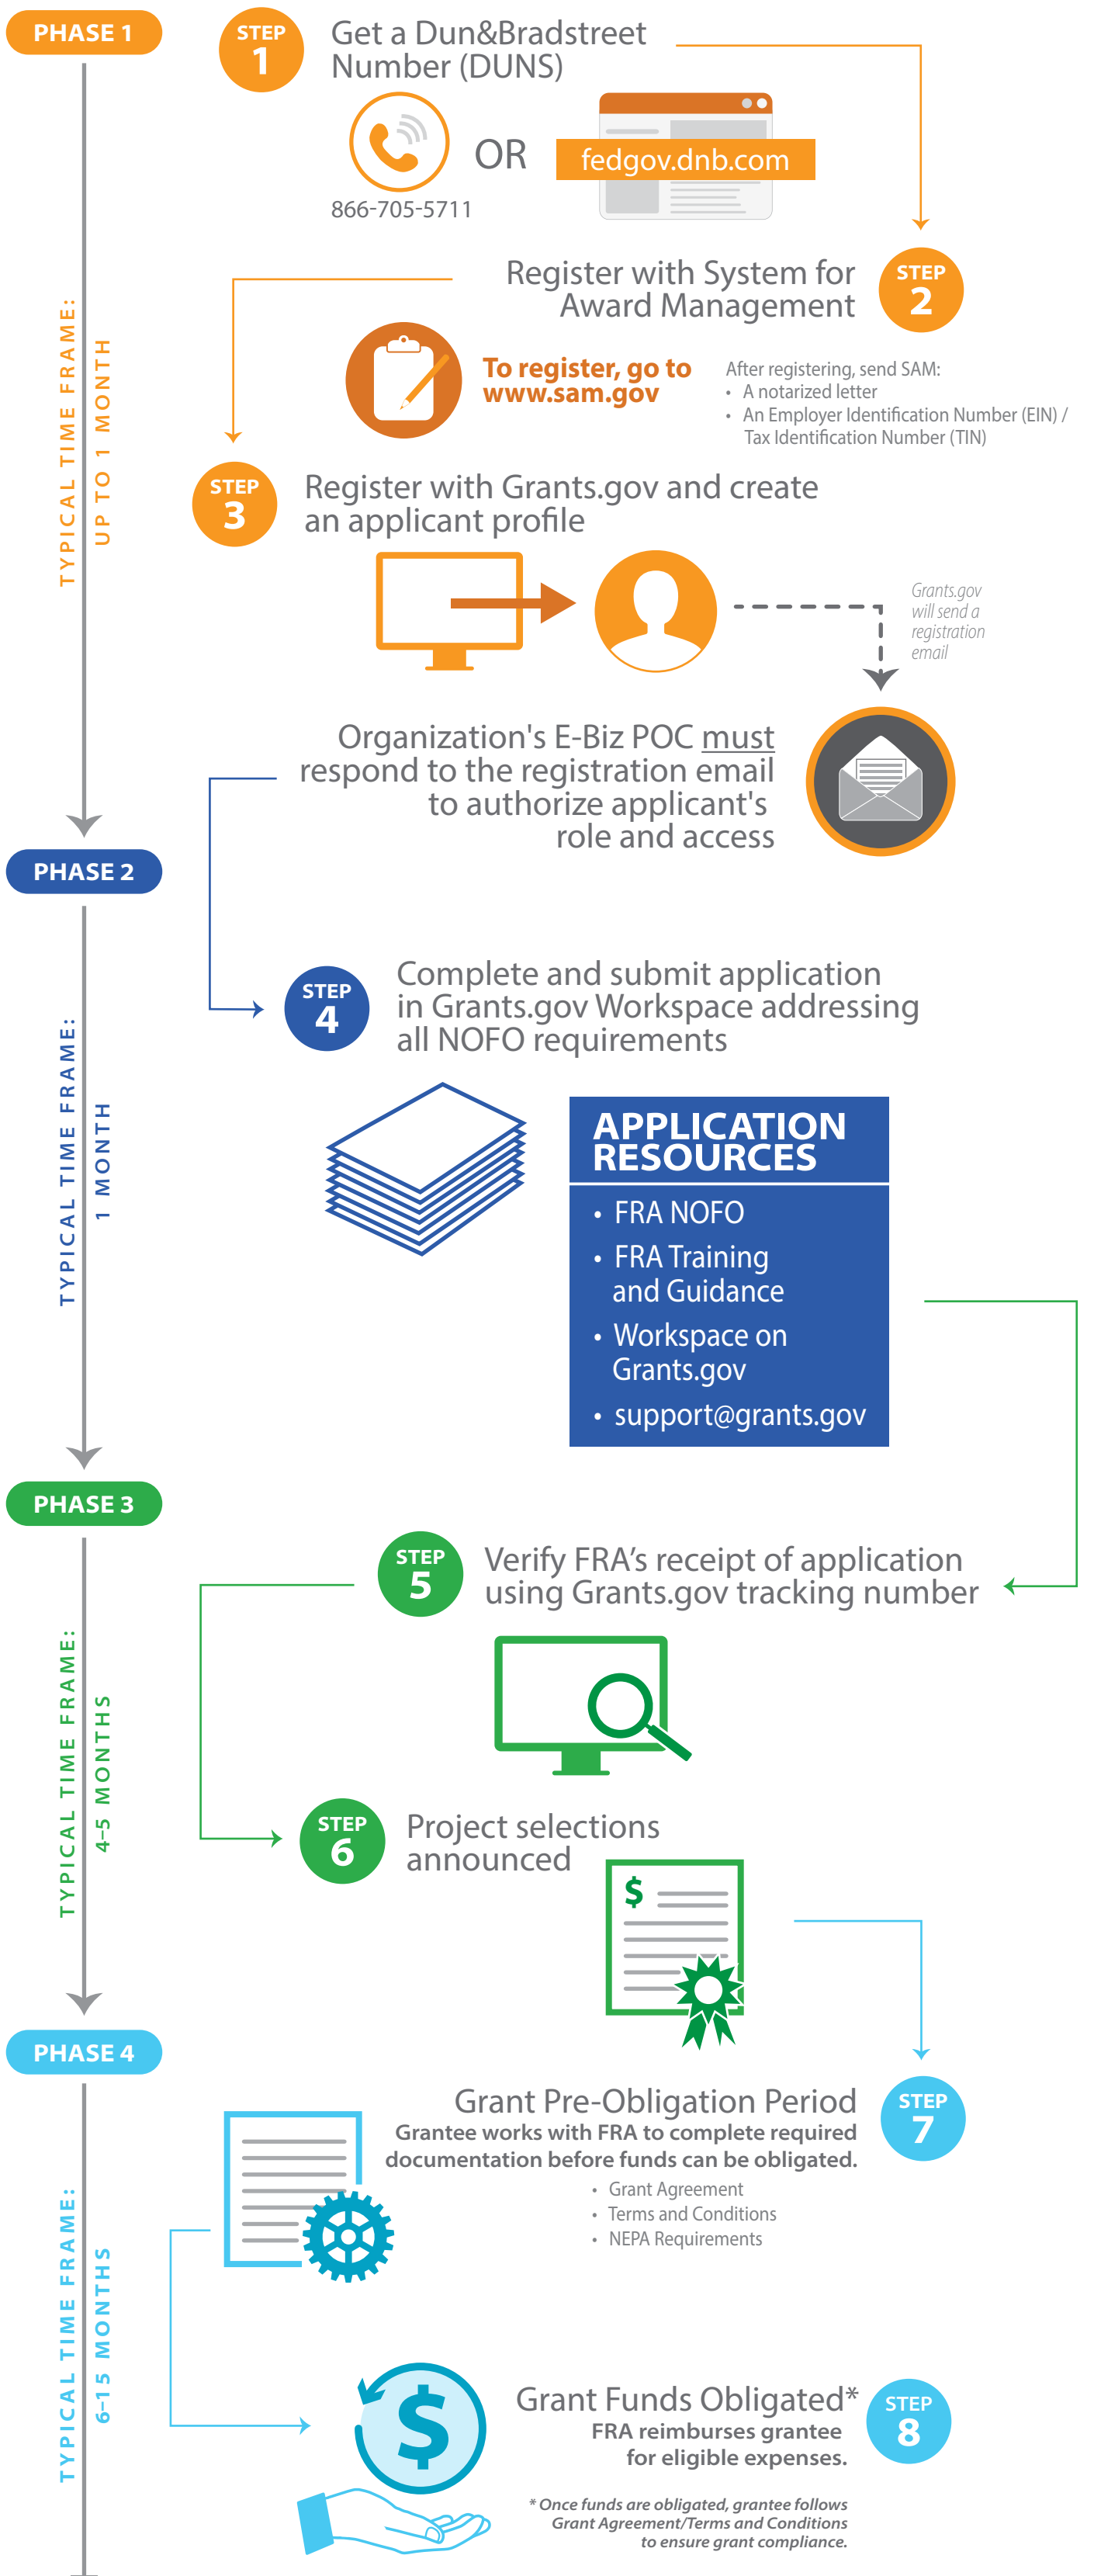 PHASE 1
STEP
1
Get a Dun&Bradstreet
Number (DUNS)
866-705-5711
OR
fedgov.dnb.com
TYPICAL TIME FRAME:
UP TO 1 MONTH
Register with System for
Award Management
STEP
2
To register, go to
www.sam.gov
After registering, send SAM:
• A notarized letter
• An Employer Identification Number (EIN) /
Tax Identification Number (TIN)
STEP
3
Register with Grants.gov and create
an applicant profile
Grants.gov
will send a
registration
email
Organization's E-Biz POC must
respond to the registration email
to authorize applicant's
role and access
PHASE 2
TYPICAL TIME FRAME:
1 MONTH
STEP
4
Complete and submit application
in Grants.gov Workspace addressing
all NOFO requirements
APPLICATION
RESOURCES
• FRA NOFO
• FRA Training
and Guidance
• Workspace on
Grants.gov
• support@grants.gov
PHASE 3
TYPICAL TIME FRAME:
4–5 MONTHS
STEP
5
Verify FRA’s receipt of application
using Grants.gov tracking number
STEP
6
Project selections
announced
$
PHASE 4
TYPICAL TIME FRAME:
6–15 MONTHS
Grant Pre-Obligation Period
STEP
7
Grantee works with FRA to complete required
documentation before funds can be obligated.
• Grant Agreement
• Terms and Conditions
• NEPA Requirements
$
Grant Funds Obligated*
STEP
8
FRA reimburses grantee
for eligible expenses.
* Once funds are obligated, grantee follows
Grant Agreement/Terms and Conditions
to ensure grant compliance.